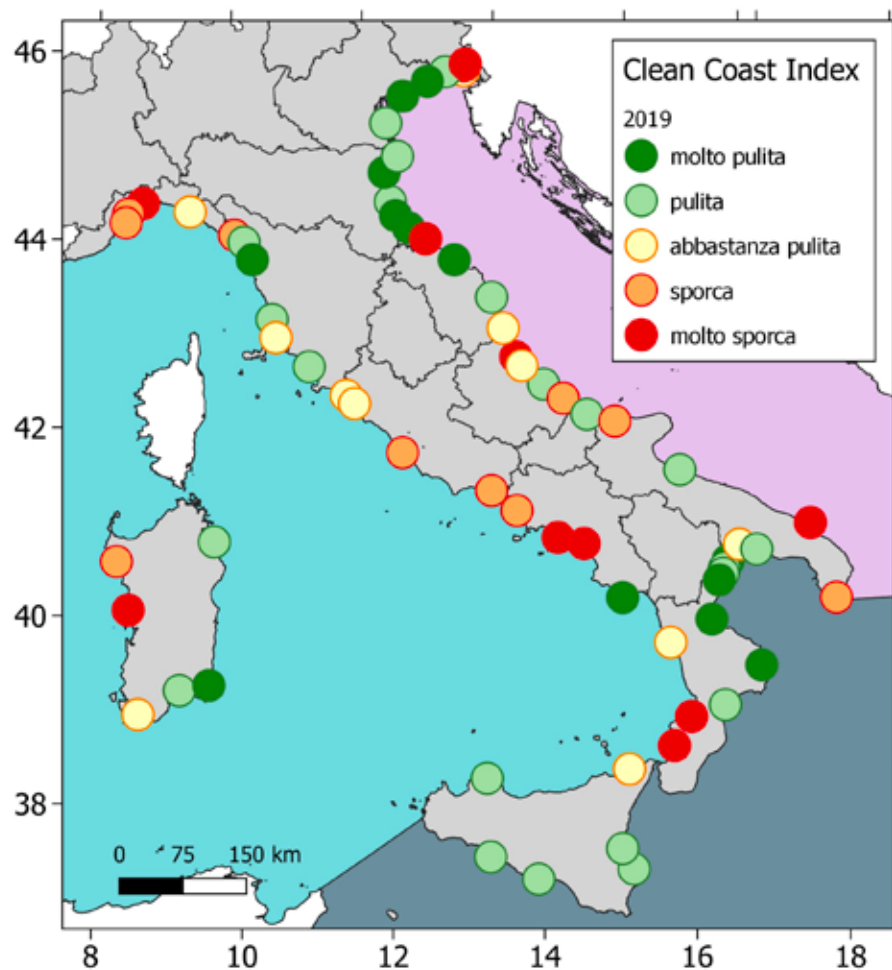 Clean Coast Index
2019
molto pulita
pulita
abbastanza pulita
sporca
molto sporca
46
44
42
40
38
0 75 150 km
8 10 12 14 16 18